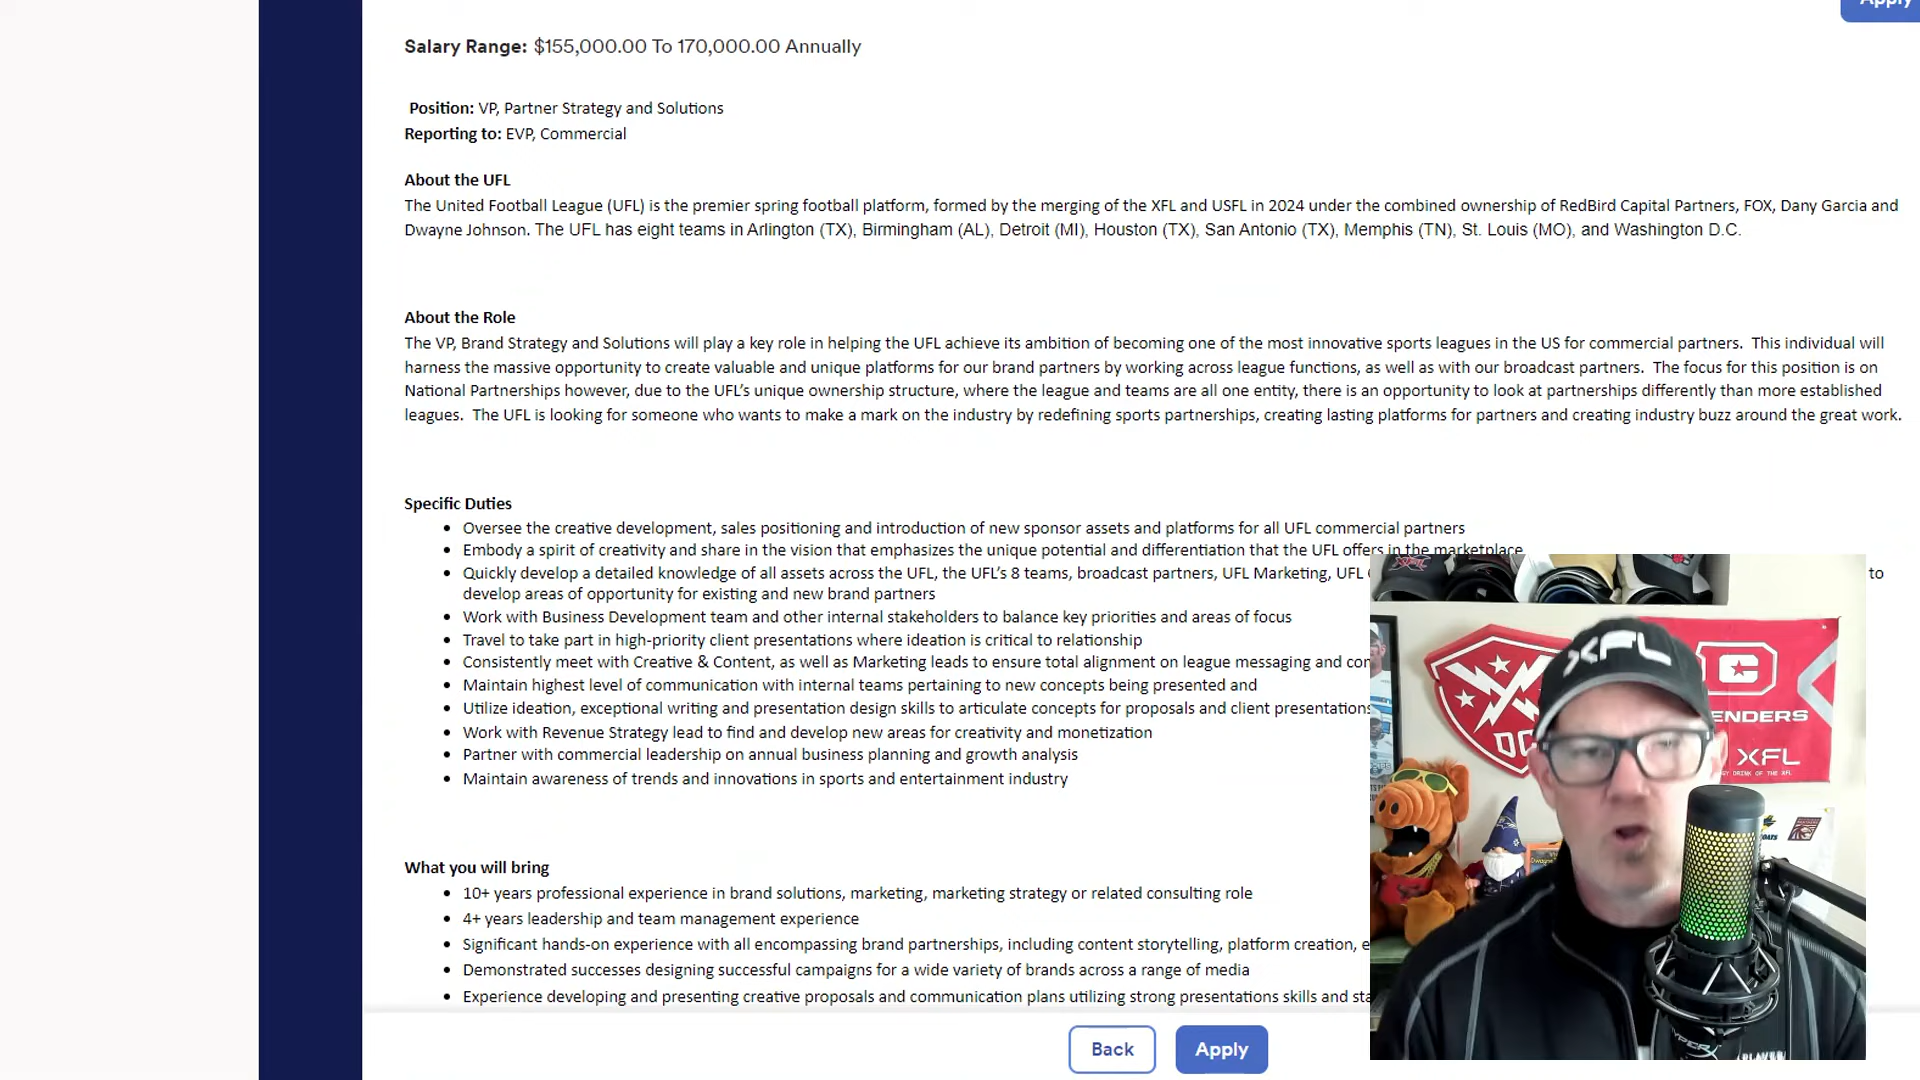 Apply
Salary Range: $155,000.00 To 170,000.00 Annually
Position: VP, Partner Strategy and Solutions
Reporting to: EVP, Commercial
About the UFL
The United Football League (UFL) is the premier spring football platform, formed by the merging of the XFL and USFL in 2024 under the combined ownership of RedBird Capital Partners, FOX, Dany Garcia and
Dwayne Johnson. The UFL has eight teams in Arlington (TX), Birmingham (AL), Detroit (MI), Houston (TX), San Antonio (TX), Memphis (TN), St. Louis (MO), and Washington D.C.
About the Role
The VP, Brand Strategy and Solutions will play a key role in helping the UFL achieve its ambition of becoming one of the most innovative sports leagues in the US for commercial partners. This individual will
harness the massive opportunity to create valuable and unique platforms for our brand partners by working across league functions, as well as with our broadcast partners. The focus for this position is on
National Partnerships however, due to the UFL's unique ownership structure, where the league and teams are all one entity, there is an opportunity to look at partnerships differently than more established
leagues. The UFL is looking for someone who wants to make a mark on the industry by redefining sports partnerships, creating lasting platforms for partners and creating industry buzz around the great work.
Specific Duties
• Oversee the creative development, sales positioning and introduction of new sponsor assets and platforms for all UFL commercial partners
• Embody a spirit of creativity and share in the vision that emphasizes the unique potential and differentiation that the UFL offers in the marketplace
• Quickly develop a detailed knowledge of all assets across the UFL, the UFL's 8 teams, broadcast partners, UFL Marketing, UFL to
develop areas of opportunity for existing and new brand partners
• Work with Business Development team and other internal stakeholders to balance key priorities and areas of focus
• Travel to take part in high-priority client presentations where ideation is critical to relationship
• Consistently meet with Creative & Content, as well as Marketing leads to ensure total alignment on league messaging and
• Maintain highest level of communication with internal teams pertaining to new concepts being presented and
• Utilize ideation, exceptional writing and presentation design skills to articulate concepts for proposals and client presentations
• Work with Revenue Strategy lead to find and develop new areas for creativity and monetization
• Partner with commercial leadership on annual business planning and growth analysis
• Maintain awareness of trends and innovations in sports and entertainment industry
What you will bring
• 10+ years professional experience in brand solutions, marketing, marketing strategy or related consulting role
• 4+ years leadership and team management experience
• Significant hands-on experience with all encompassing brand partnerships, including content storytelling, platform creation,
• Demonstrated successes designing successful campaigns for a wide variety of brands across a range of media
• Experience developing and presenting creative proposals and communication plans utilizing strong presentations skills and
Back
Apply
XFL
DC
ENDERS
XFL
HYPERX